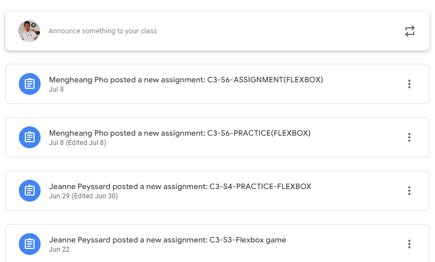 Announce something to your class
Mengheang Pho posted a new assignment: C3-S6-ASSIGNMENT(FLEXBOX)
Jul 8
Mengheang Pho posted a new assignment: C3-S6-PRACTICE(FLEXBOX)
Jul 8 (Edited Jul 8)
Jeanne Peyssard posted a new assignment: C3-S4-PRACTICE-FLEXBOX
Jun 29 (Edited Jun 30)
Jeanne Peyssard posted a new assignment: C3-S3-Flexbox game
Jun 22